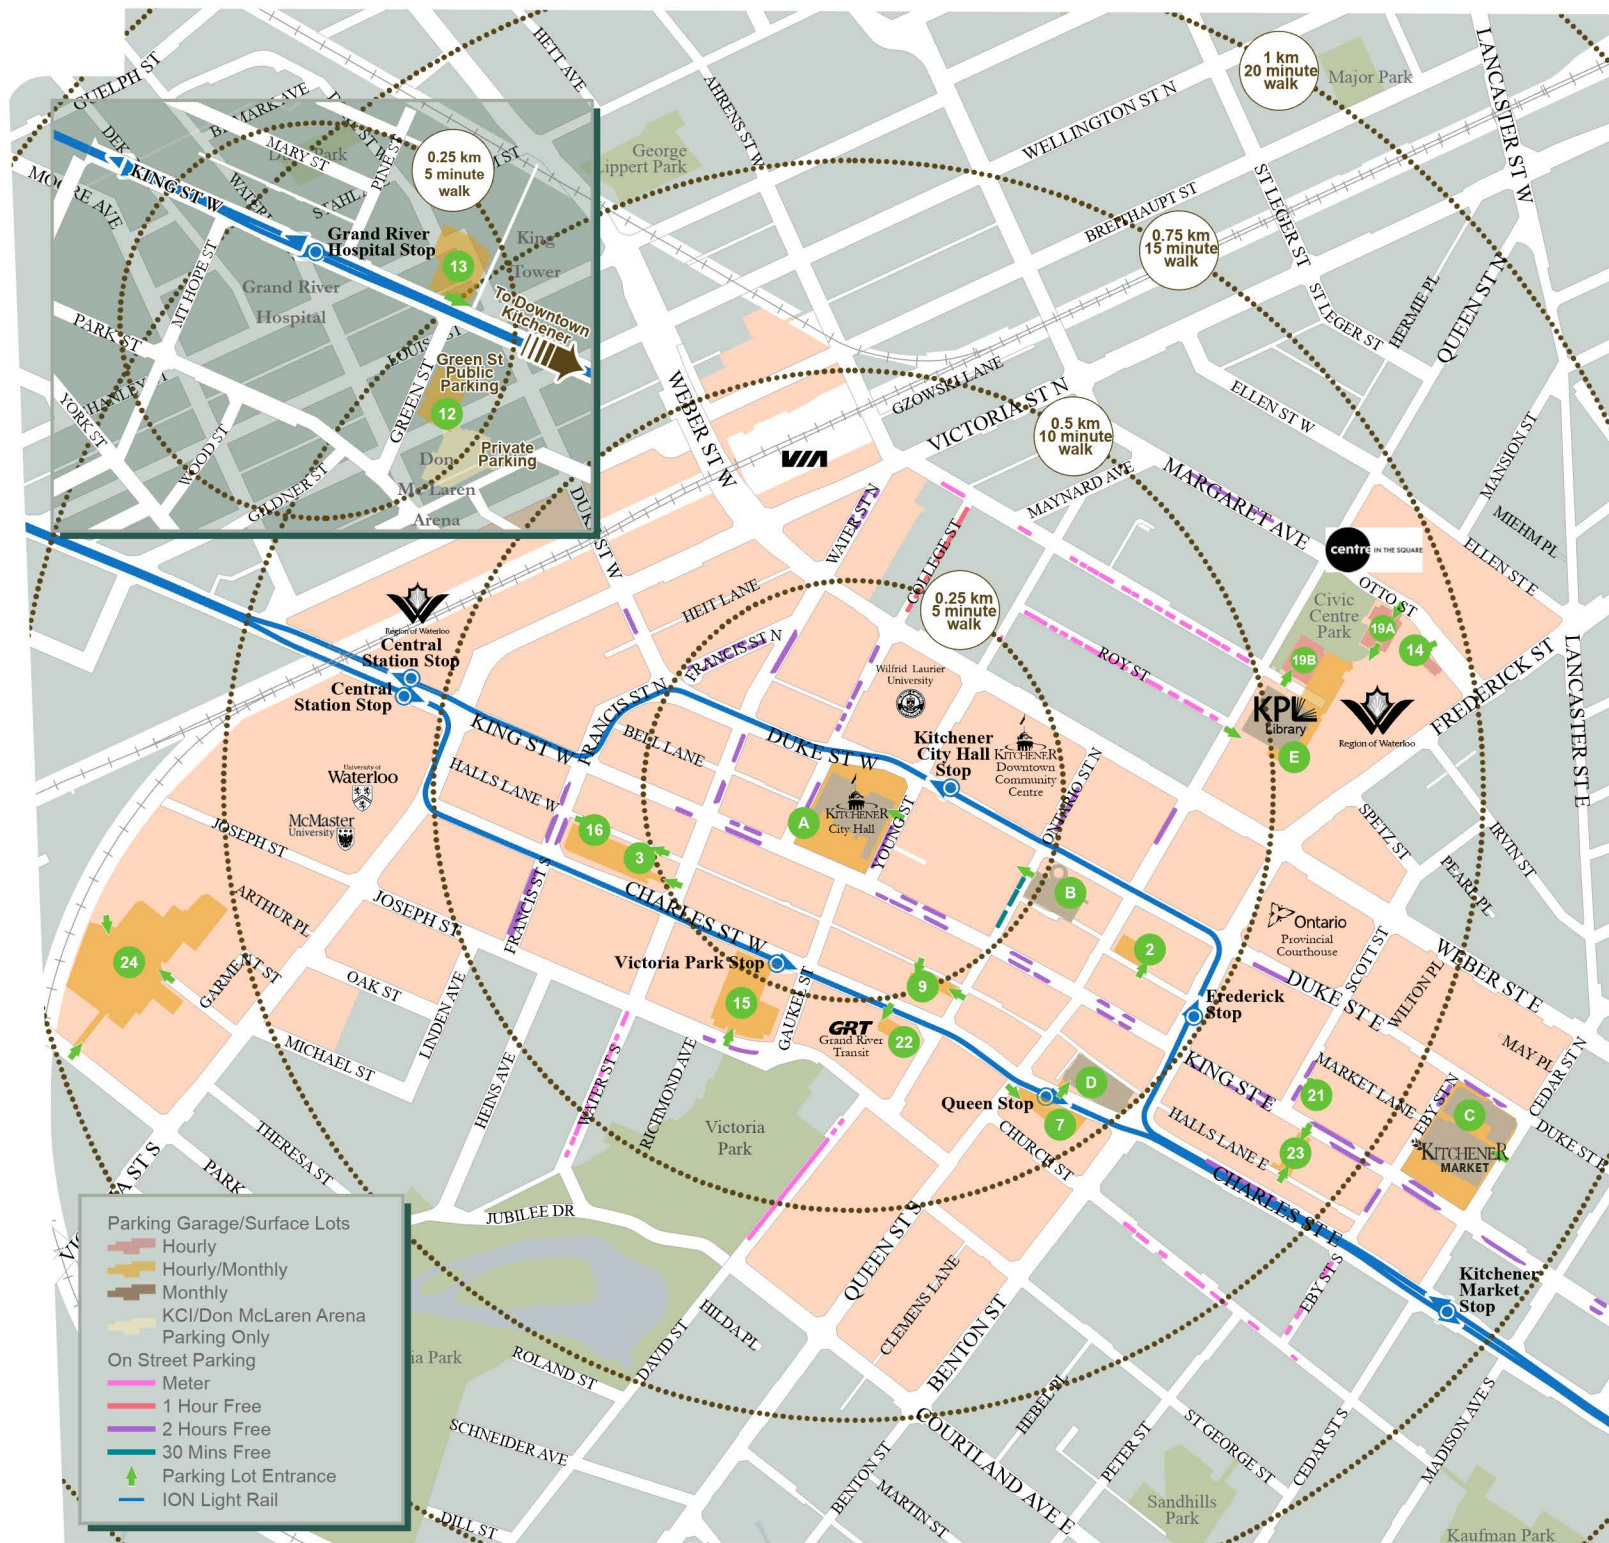 1 km
20 minute
walk
Major Park
LANCASTER ST W
GUELPH ST
HETT AVE
AHRENS ST W
WELLINGTON ST N
George
Lippert Park
ST LEGER ST
BREITHAUPT ST
0.75 km
15 minute
walk
HERMIE PL
QUEEN ST N
ST LEGER ST
MARY ST
PINE ST
0.25 km
5 minute
walk
KING ST W
MT HOPE ST
Grand River
Hospital Stop
13
King
Tower
Grand River
Hospital
To Downtown
Kitchener
PARK ST
GREEN ST
Green St
Public
Parking
12
YORK ST
WOOD ST
GILDNER ST
Don
McLaren
Arena
Private
Parking
WEBER ST W
GZOWSKI LANE
VICTORIA ST N
ELLEN ST W
0.5 km
10 minute
walk
VIA
MAYNARD AVE
MARGARET AVE
MANSION ST
MIEHM PL
WATER ST N
COLLEGE ST
centre IN THE SQUARE
ELLEN ST E
OTTO ST
Civic
Centre
Park
19A
19B
14
0.25 km
5 minute
walk
HEIT LANE
Region of Waterloo
Central
Station Stop
Central
Station Stop
FRANCIS ST N
FRANCIS ST N
Wilfrid Laurier
University
ROY ST
KPL
Library
E
Region of Waterloo
FREDERICK ST
LANCASTER ST E
KING ST W
BELL LANE
DUKE ST W
Kitchener
City Hall
Stop
KITCHENER
Downtown
Community
Centre
ONTARIO ST N
University of
Waterloo
McMaster
University
HALLS LANE W
JOSEPH ST
16
3
A
KITCHENER
City Hall
YOUNG ST
SPETZ ST
IRVIN ST
PEARL PL
ARTHUR PL
JOSEPH ST
FRANCIS ST S
CHARLES ST W
B
2
Ontario
Provincial
Courthouse
SCOTT ST
WEBER ST E
WILTON PL
24
GARMENT ST
OAK ST
LINDEN AVE
Victoria Park Stop
15
GAUKEL ST
9
22
GRT
Grand River
Transit
Frederick
Stop
DUKE ST E
MAY PL
CEDAR ST N
MICHAEL ST
HEINS AVE
WATER ST S
RICHMOND AVE
Victoria
Park
Queen Stop
D
7
CHURCH ST
KING ST E
MARKET LANE
21
EBY ST N
C
KITCHENER
MARKET
DUKE ST E
HALLS LANE E
23
CHARLES ST E
THERESA ST
PARK
JUBILEE DR
QUEEN ST S
CLEMENS LANE
BENTON ST
EBY ST S
Kitchener
Market
Stop
HILDA PL
DAVID ST
ROLAND ST
SCHNEIDER AVE
DILL ST
COURTLAND AVE E
HEBEL PL
PETER ST
ST GEORGE ST
CEDAR ST S
MADISON AVE S
BENTON ST
MARTIN ST
Sandhills
Park
Kaufman Park
Parking Garage/Surface Lots
Hourly
Hourly/Monthly
Monthly
KCI/Don McLaren Arena
Parking Only
On Street Parking
Meter
1 Hour Free
2 Hours Free
30 Mins Free
Parking Lot Entrance
ION Light Rail